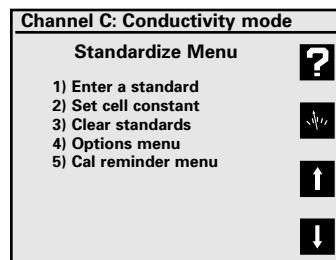 Channel C: Conductivity mode
Standardize Menu
?
1) Enter a standard
2) Set cell constant
3) Clear standards
4) Options menu
5) Cal reminder menu